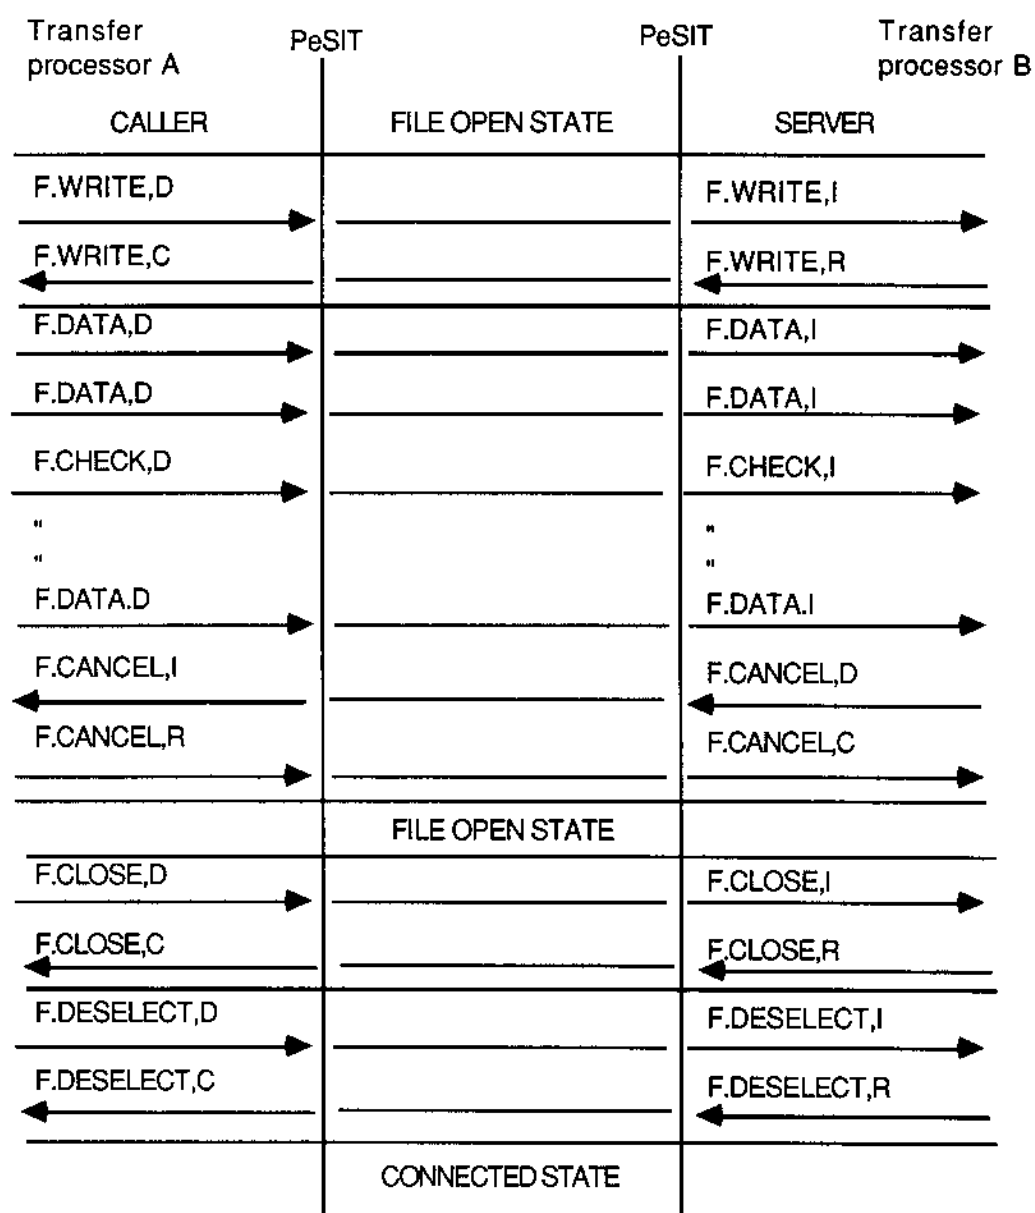 Transfer processor A
PeSIT
PeSIT
Transfer processor B
CALLER
FILE OPEN STATE
SERVER
F.WRITE,D
F.WRITE,I
F.WRITE,C
F.WRITE,R
F.DATA,D
F.DATA,I
F.DATA,D
F.DATA,I
F.CHECK,D
F.CHECK,I
"
"
"
"
F.DATA.D
F.DATA.I
F.CANCEL,I
F.CANCEL,D
F.CANCEL,R
F.CANCEL,C
FILE OPEN STATE
F.CLOSE,D
F.CLOSE,I
F.CLOSE,C
F.CLOSE,R
F.DESELECT,D
F.DESELECT,I
F.DESELECT,C
F.DESELECT,R
CONNECTED STATE